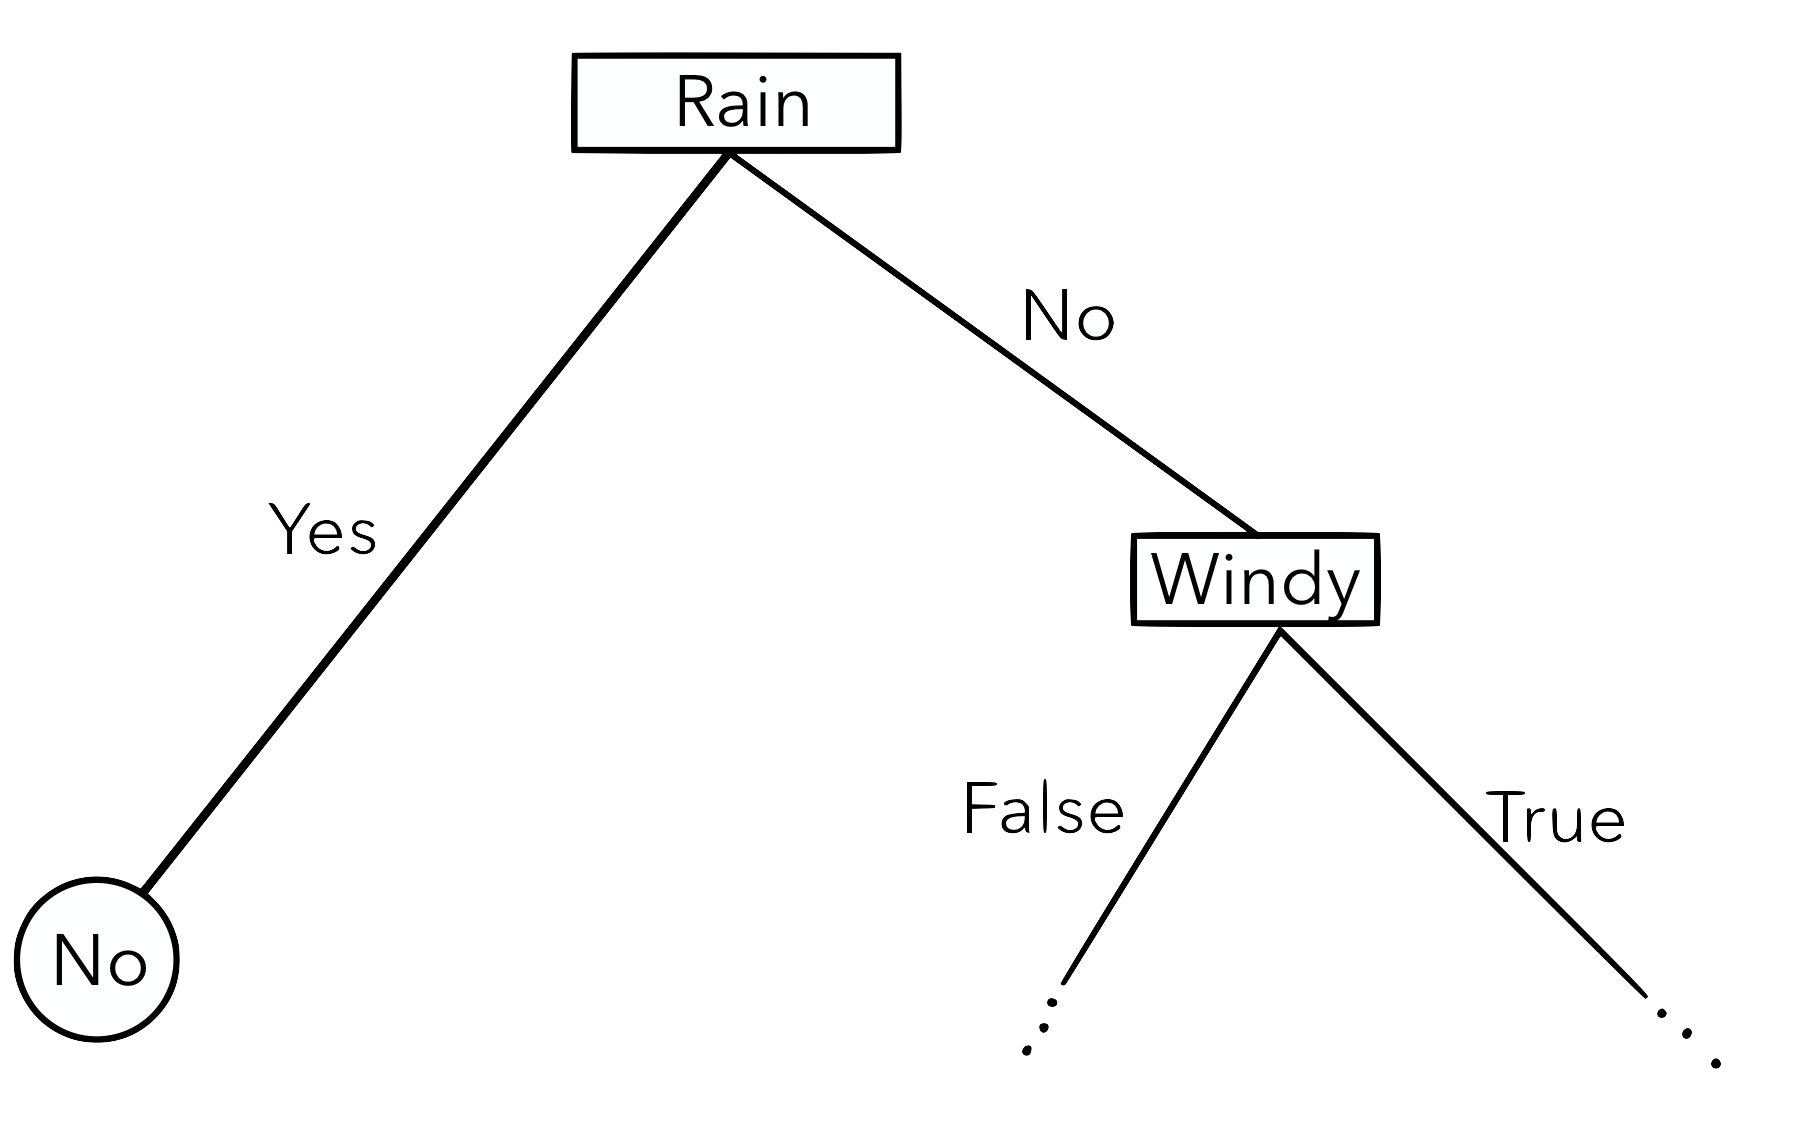 Rain
No
Yes
Windy
False
True
No